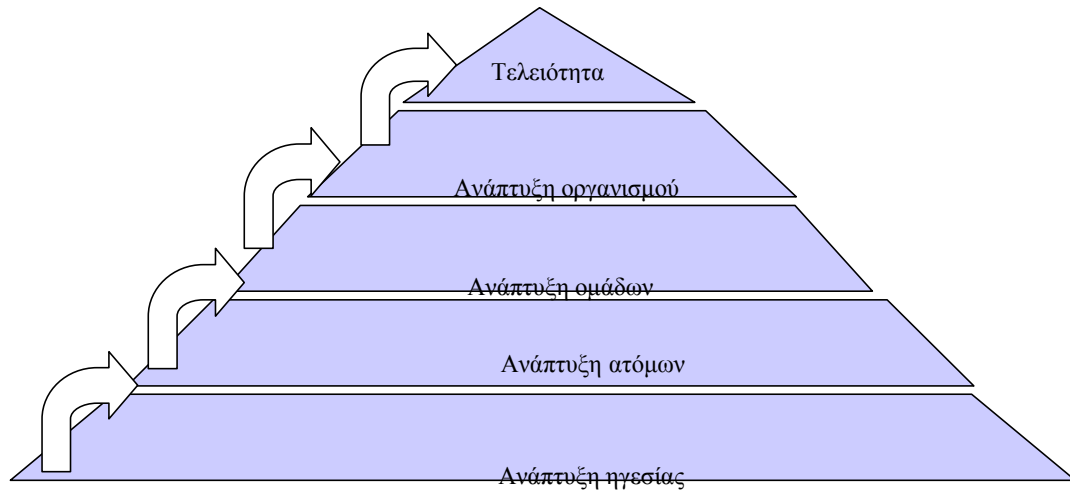 Τελειότητα
Ανάπτυξη οργανισμού
Ανάπτυξη ομάδων
Ανάπτυξη ατόμων
Ανάπτυξη ηγεσίας